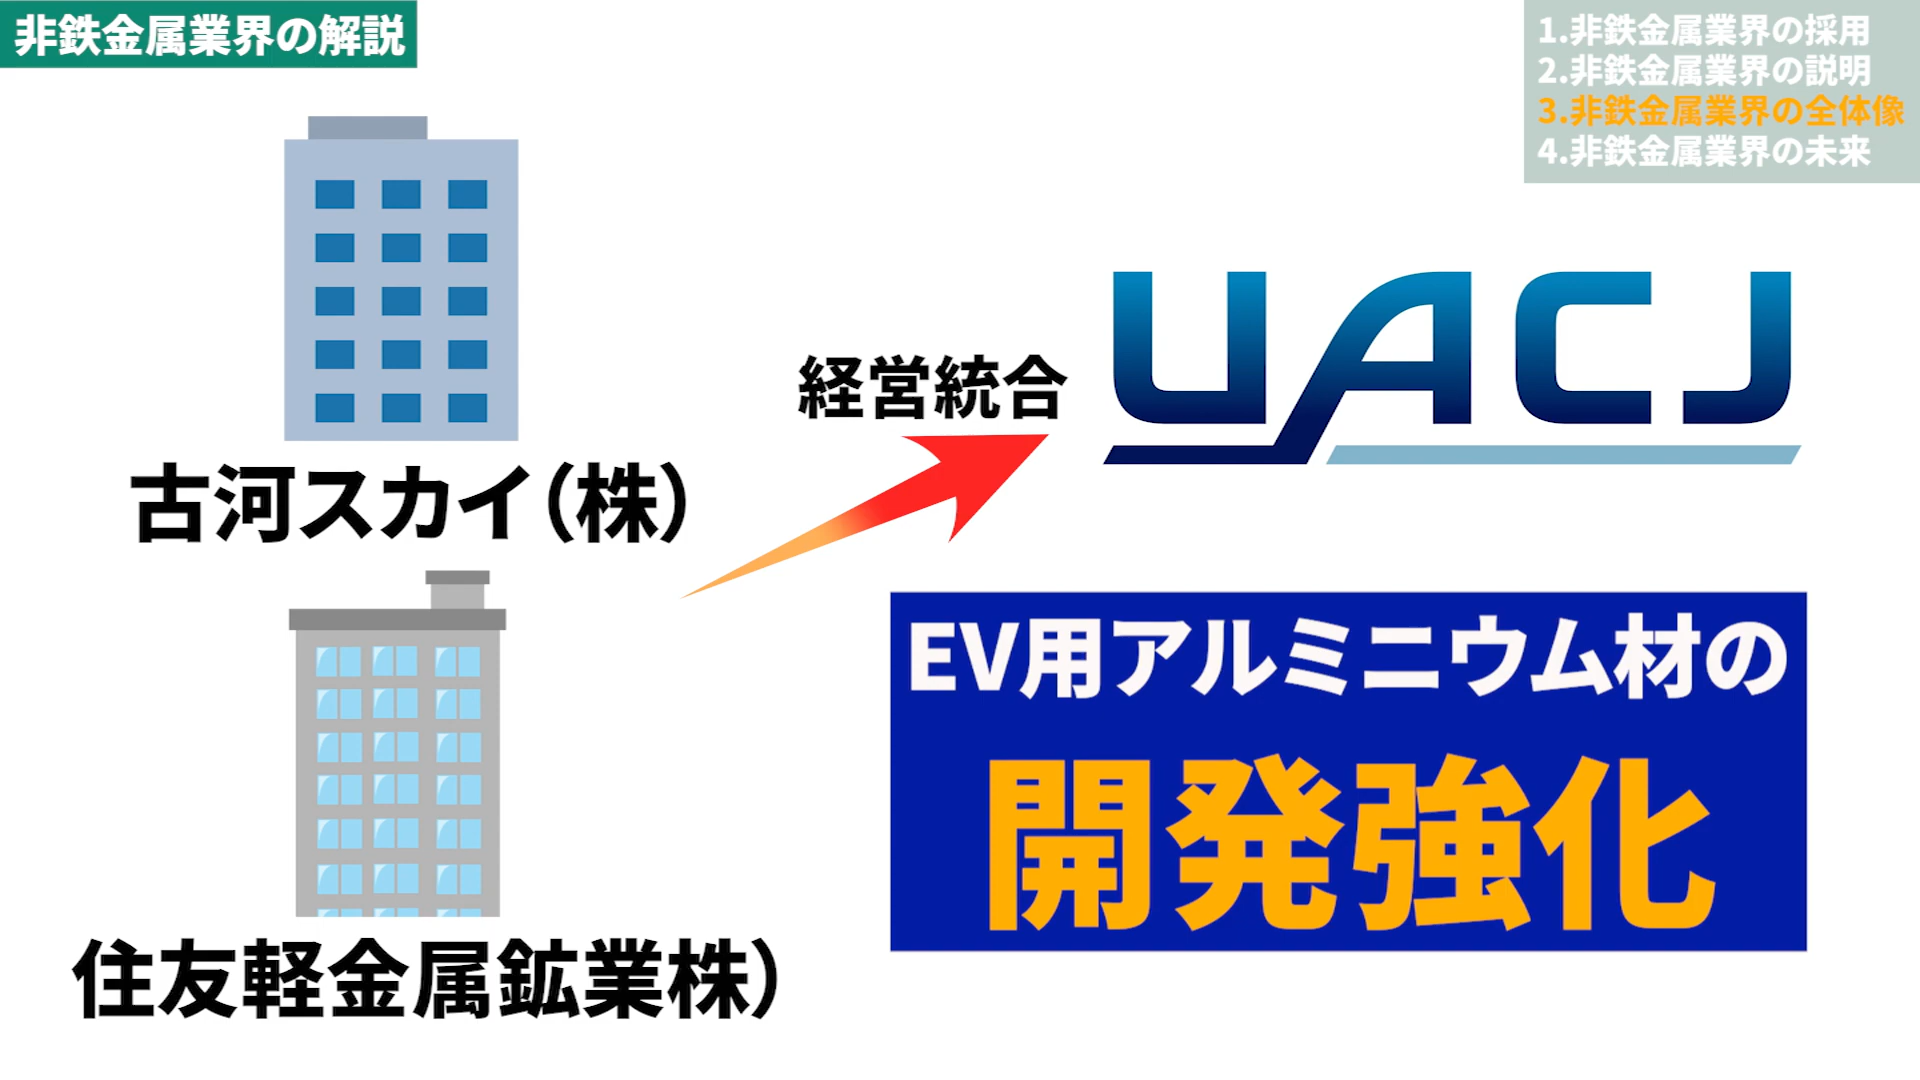 非鉄金属業界の解説
1.非鉄金属業界の採用
2.非鉄金属業界の説明
3.非鉄金属業界の全体像
4.非鉄金属業界の未来
古河スカイ(株)
経営統合
UACJ
EV用アルミニウム材の
開発強化
住友軽金属鉱業株)